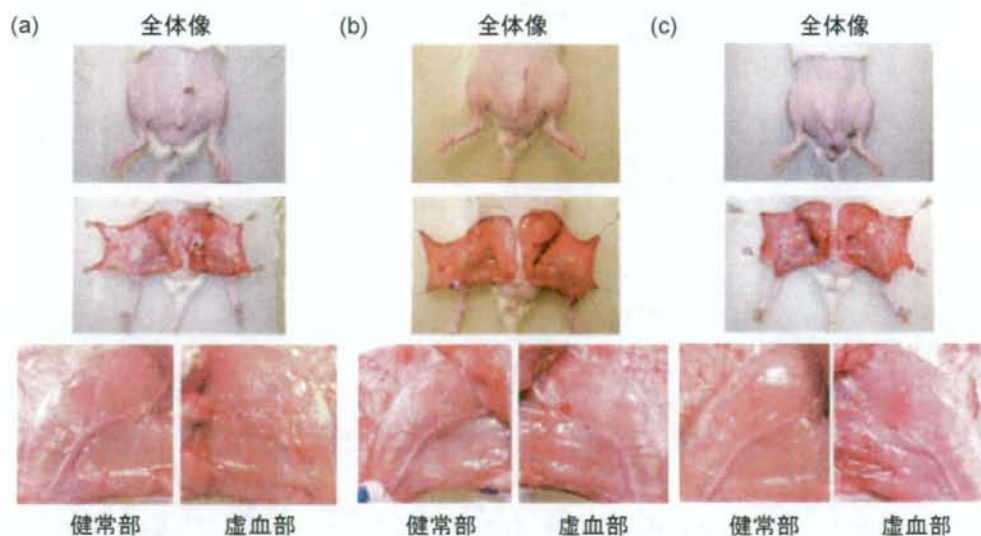 (a) 全体像 (b) 全体像 (c) 全体像
健常部 虚血部 健常部 虚血部 健常部 虚血部